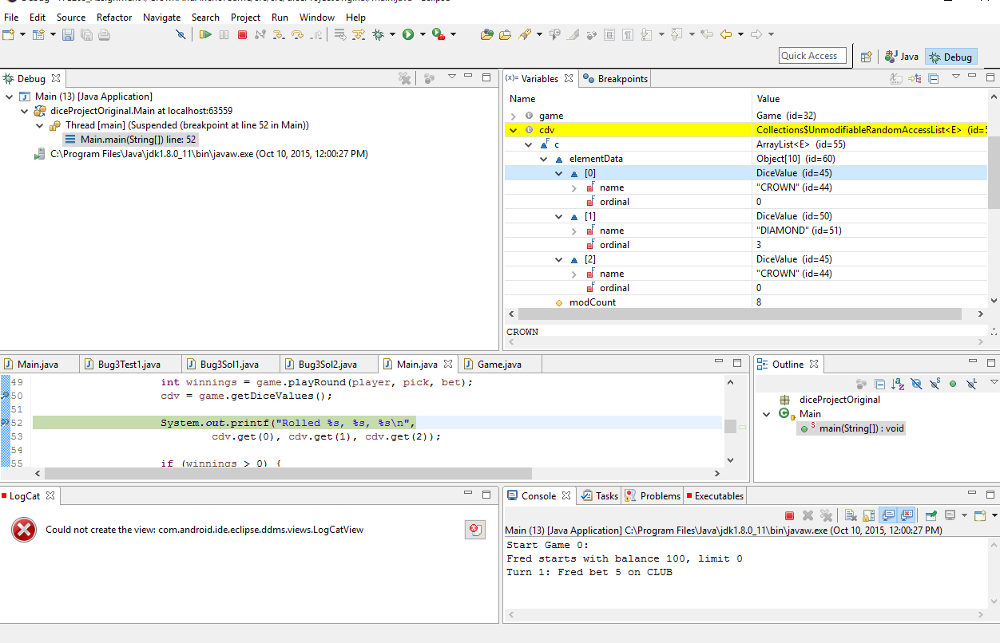 File Edit Source Refactor Navigate Search Project Run Window Help
Quick Access
Java
Debug
Debug
Main (13) [Java Application]
diceProjectOriginal.Main at localhost:63559
Thread [main] (Suspended (breakpoint at line 52 in Main))
Main.main(String[]) line: 52
C:\Program Files\Java\jdk1.8.0_11\bin\javaw.exe (Oct 10, 2015, 12:00:27 PM)
(x)= Variables Breakpoints
Name Value
game Game (id=32)
cdv Collections$UnmodifiableRandomAccessList<E> (id=5
c ArrayList<E> (id=55)
elementData Object[10] (id=60)
[0] DiceValue (id=45)
name "CROWN" (id=44)
ordinal 0
[1] DiceValue (id=50)
name "DIAMOND" (id=51)
ordinal 3
[2] DiceValue (id=45)
name "CROWN" (id=44)
ordinal 0
modCount 8
CROWN
Main.java Bug3Test1.java Bug3Sol1.java Bug3Sol2.java Main.java Game.java
49 int winnings = game.playRound(player, pick, bet);
50 cdv = game.getDiceValues();
51
52 System.out.printf("Rolled %s, %s, %s\n",
53 cdv.get(0), cdv.get(1), cdv.get(2));
54
55 if (winnings > 0) {
Outline
diceProjectOriginal
Main
main(String[]) : void
LogCat
Could not create the view: com.android.ide.eclipse.ddms.views.LogCatView
Console Tasks Problems Executables
Main (13) [Java Application] C:\Program Files\Java\jdk1.8.0_11\bin\javaw.exe (Oct 10, 2015, 12:00:27 PM)
Start Game 0:
Fred starts with balance 100, limit 0
Turn 1: Fred bet 5 on CLUB